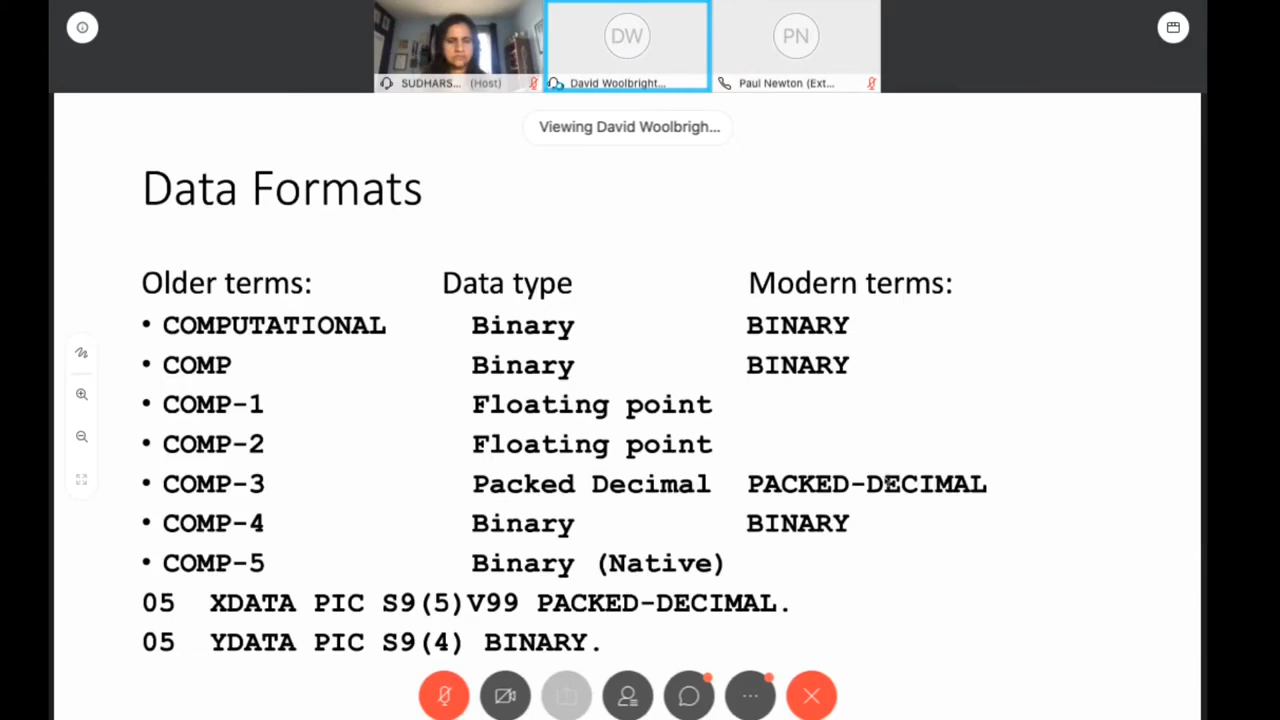 DW
PN
SUDHARS... (Host)
David Woolbright...
Paul Newton (Ext...
Viewing David Woolbrigh...
Data Formats
Older terms: Data type Modern terms:
• COMPUTATIONAL Binary BINARY
• COMP Binary BINARY
• COMP-1 Floating point
• COMP-2 Floating point
• COMP-3 Packed Decimal PACKED-DECIMAL
• COMP-4 Binary BINARY
• COMP-5 Binary (Native)
05 XDATA PIC S9(5)V99 PACKED-DECIMAL.
05 YDATA PIC S9(4) BINARY.